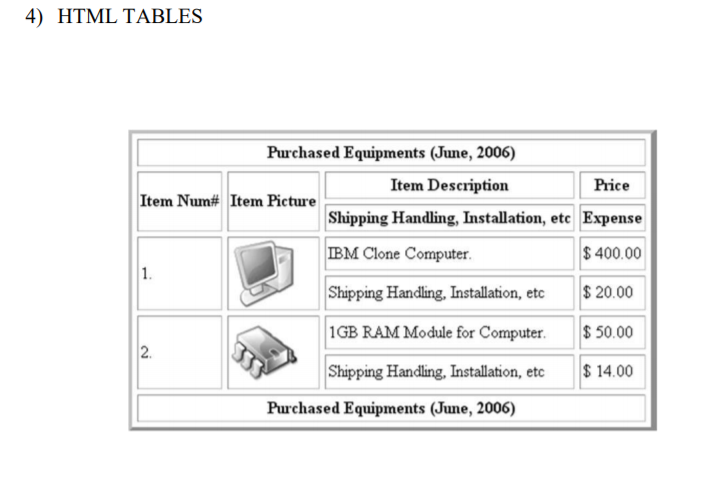 4) HTML TABLES
Purchased Equipments (June, 2006)
Item Num# Item Picture Item Description Price
Shipping Handling, Installation, etc Expense
1. IBM Clone Computer. $ 400.00
Shipping Handling, Installation, etc $ 20.00
2. 1GB RAM Module for Computer. $ 50.00
Shipping Handling, Installation, etc $ 14.00
Purchased Equipments (June, 2006)